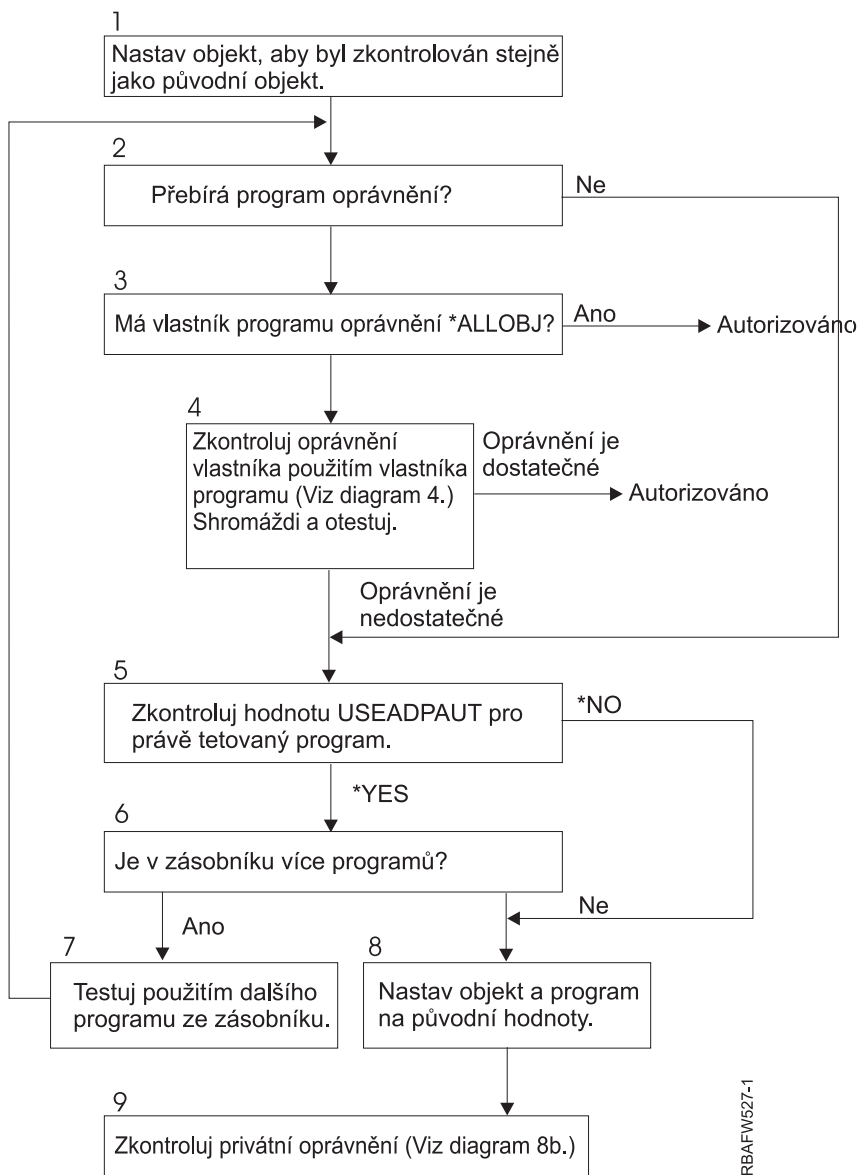 1
Nastav objekt, aby byl zkontrolován stejně
jako původní objekt.
2
Přebírá program oprávnění?
Ne
3
Má vlastník programu oprávnění *ALLOBJ?
Ano
Autorizováno
4
Zkontroluj oprávnění
vlastníka použitím vlastníka
programu (Viz diagram 4.)
Shromáždi a otestuj.
Oprávnění je
dostatečné
Autorizováno
Oprávnění je
nedostatečné
5
Zkontroluj hodnotu USEADPAUT pro
právě tetovaný program.
*NO
*YES
6
Je v zásobníku více programů?
Ano
Ne
7
Testuj použitím dalšího
programu ze zásobníku.
8
Nastav objekt a program
na původní hodnoty.
9
Zkontroluj privátní oprávnění (Viz diagram 8b.)
RBAFW527-1